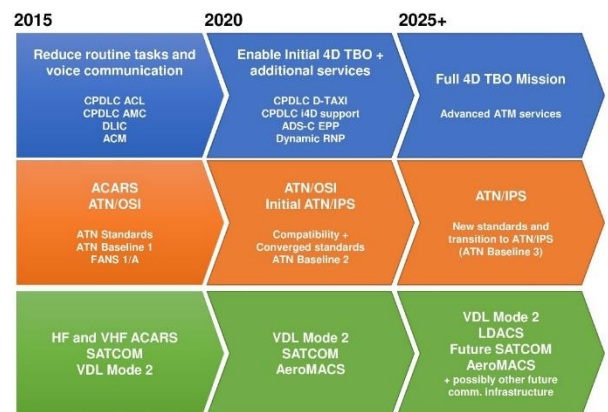 2015
2020
2025+
Reduce routine tasks and
voice communication
CPDLC ACL
CPDLC AMC
DLIC
ACM
Enable Initial 4D TBO +
additional services
CPDLC D-TAXI
CPDLC i4D support
ADS-C EPP
Dynamic RNP
Full 4D TBO Mission
Advanced ATM services
ACARS
ATN/OSI
ATN Standards
ATN Baseline 1
FANS 1/A
ATN/OSI
Initial ATN/IPS
Compatibility +
Converged standards
ATN Baseline 2
ATN/IPS
New standards and
transition to ATN/IPS
(ATN Baseline 3)
HF and VHF ACARS
SATCOM
VDL Mode 2
VDL Mode 2
SATCOM
AeroMACS
VDL Mode 2
LDACS
Future SATCOM
AeroMACS
+ possibly other future
comm. infrastructure